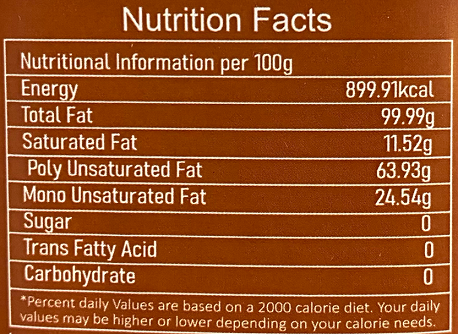 Nutrition Facts
Nutritional Information per 100g
Energy 899.91kcal
Total Fat 99.99g
Saturated Fat 11.52g
Poly Unsaturated Fat 63.93g
Mono Unsaturated Fat 24.54g
Sugar 0
Trans Fatty Acid 0
Carbohydrate 0
*Percent daily Values are based on a 2000 calorie diet. Your daily
values may be higher or lower depending on your calorie needs.